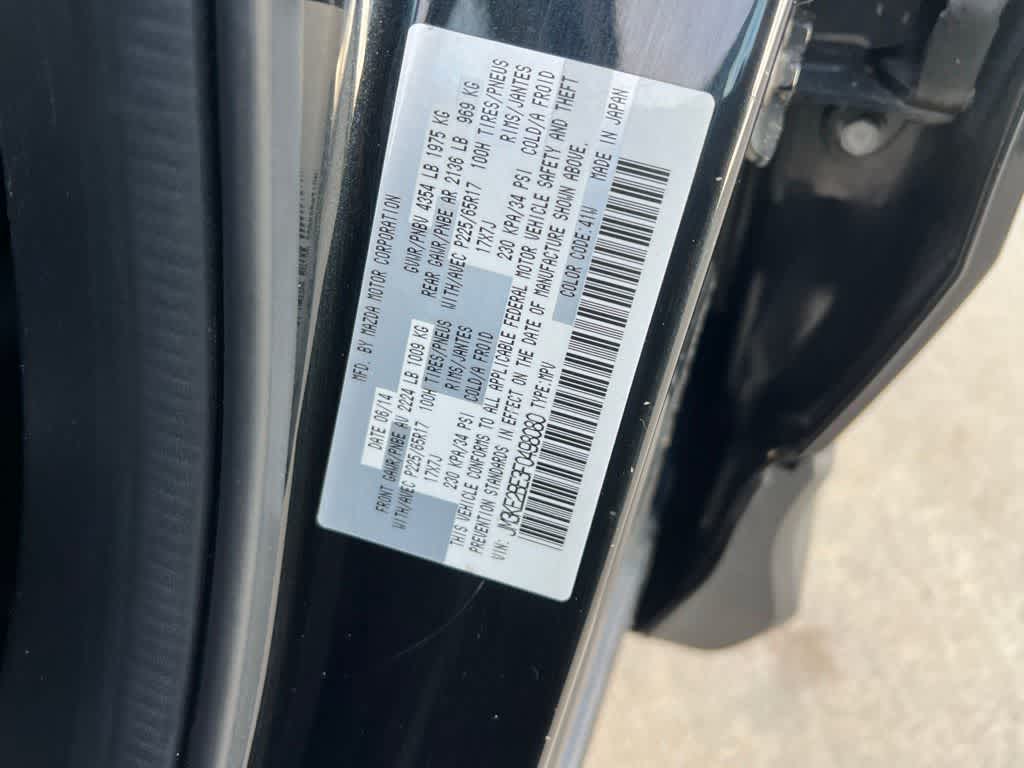 MFD. BY MAZDA MOTOR CORPORATION
DATE 06/14 GVWR/PNBV 4354 LB 1975 KG
FRONT GAWR/PNBE AV 2224 LB 1009 KG REAR GAWR/PNBE AR 2136 LB 969 KG
WITH/AVEC P225/65R17 100H TIRES/PNEUS WITH/AVEC P225/65R17 100H TIRES/PNEUS
17X7J RIMS/JANTES 17X7J RIMS/JANTES
230 KPA/34 PSI COLD/A FROID 230 KPA/34 PSI COLD/A FROID
THIS VEHICLE CONFORMS TO ALL APPLICABLE FEDERAL MOTOR VEHICLE SAFETY AND THEFT
PREVENTION STANDARDS IN EFFECT ON THE DATE OF MANUFACTURE SHOWN ABOVE.
VIN: JM3KE2BE3F0498080 TYPE:MPV COLOUR CODE:41W MADE IN JAPAN